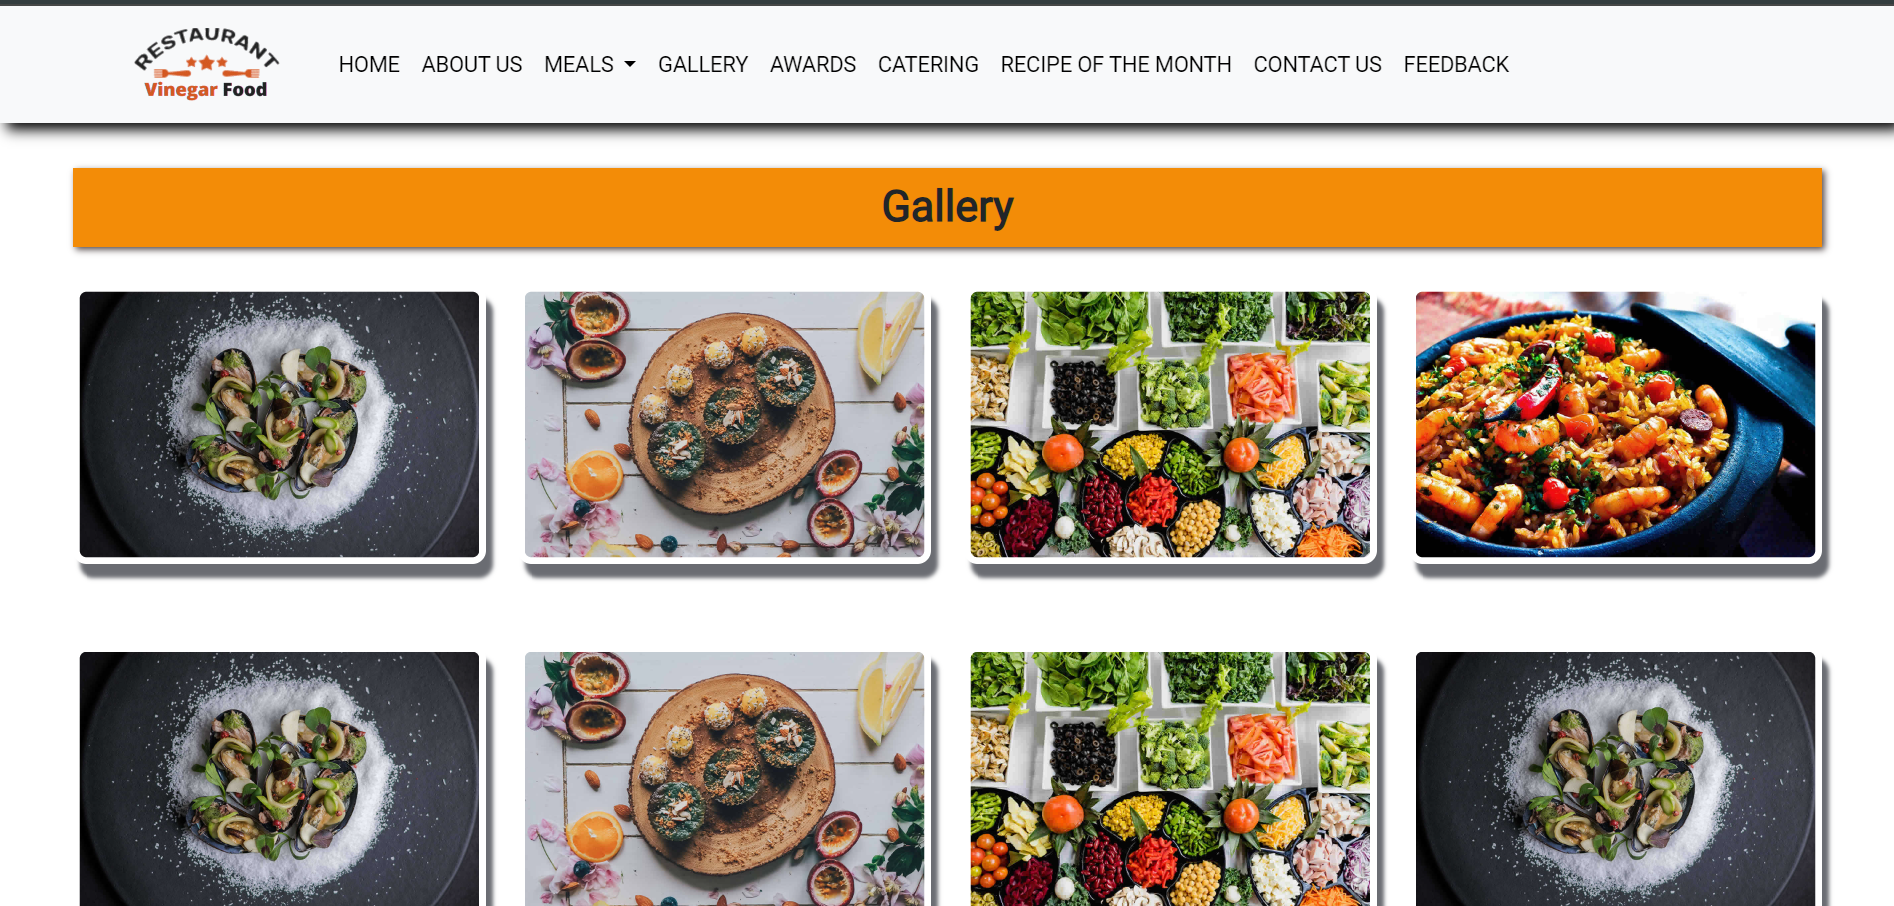 RESTAURANT
Vinegar Food
HOME ABOUT US MEALS GALLERY AWARDS CATERING RECIPE OF THE MONTH CONTACT US FEEDBACK
Gallery